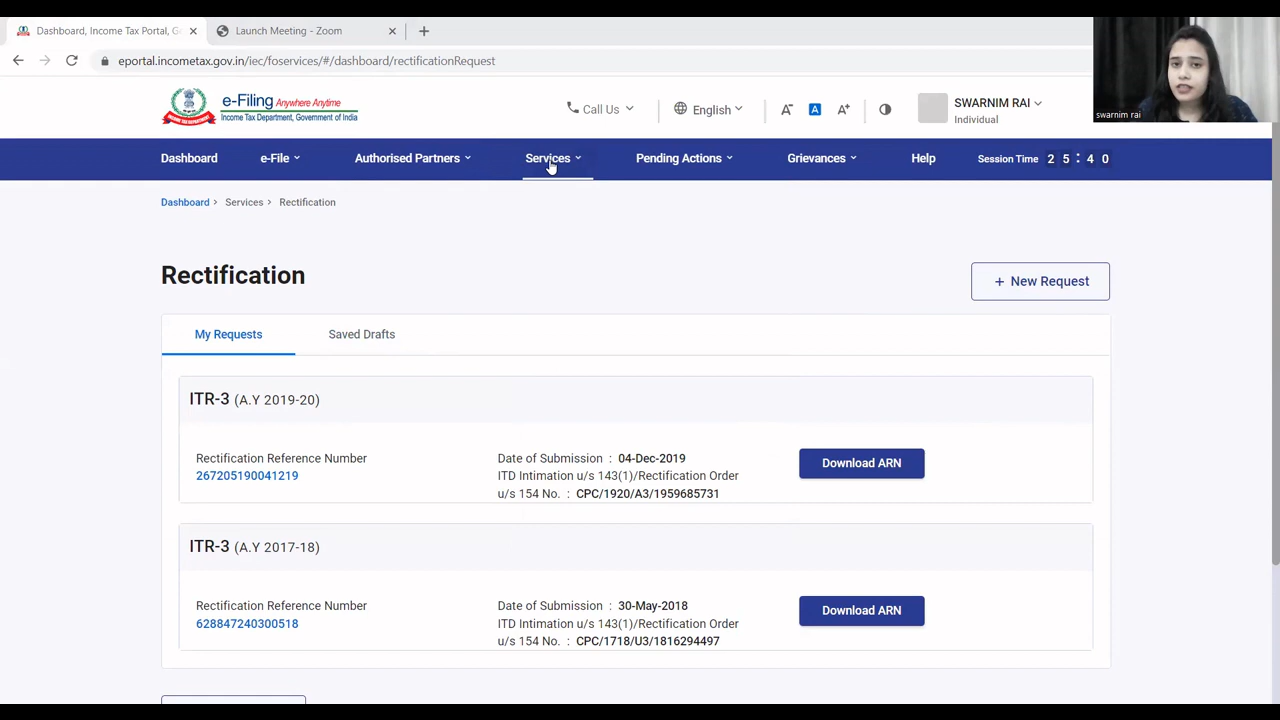 Dashboard, Income Tax Portal, G
Launch Meeting - Zoom
eportal.incometax.gov.in/iec/foservices/#/dashboard/rectificationRequest
swarnim rai
e-Filing Anywhere Anytime
Income Tax Department, Government of India
Call Us
English
A-
A
A+
SWARNIM RAI
Individual
Dashboard
e-File
Authorised Partners
Services
Pending Actions
Grievances
Help
Session Time 2 5 : 4 0
Dashboard > Services > Rectification
Rectification
+ New Request
My Requests
Saved Drafts
ITR-3 (A.Y 2019-20)
Rectification Reference Number
267205190041219
Date of Submission : 04-Dec-2019
ITD Intimation u/s 143(1)/Rectification Order
u/s 154 No. : CPC/1920/A3/1959685731
Download ARN
ITR-3 (A.Y 2017-18)
Rectification Reference Number
628847240300518
Date of Submission : 30-May-2018
ITD Intimation u/s 143(1)/Rectification Order
u/s 154 No. : CPC/1718/U3/1816294497
Download ARN